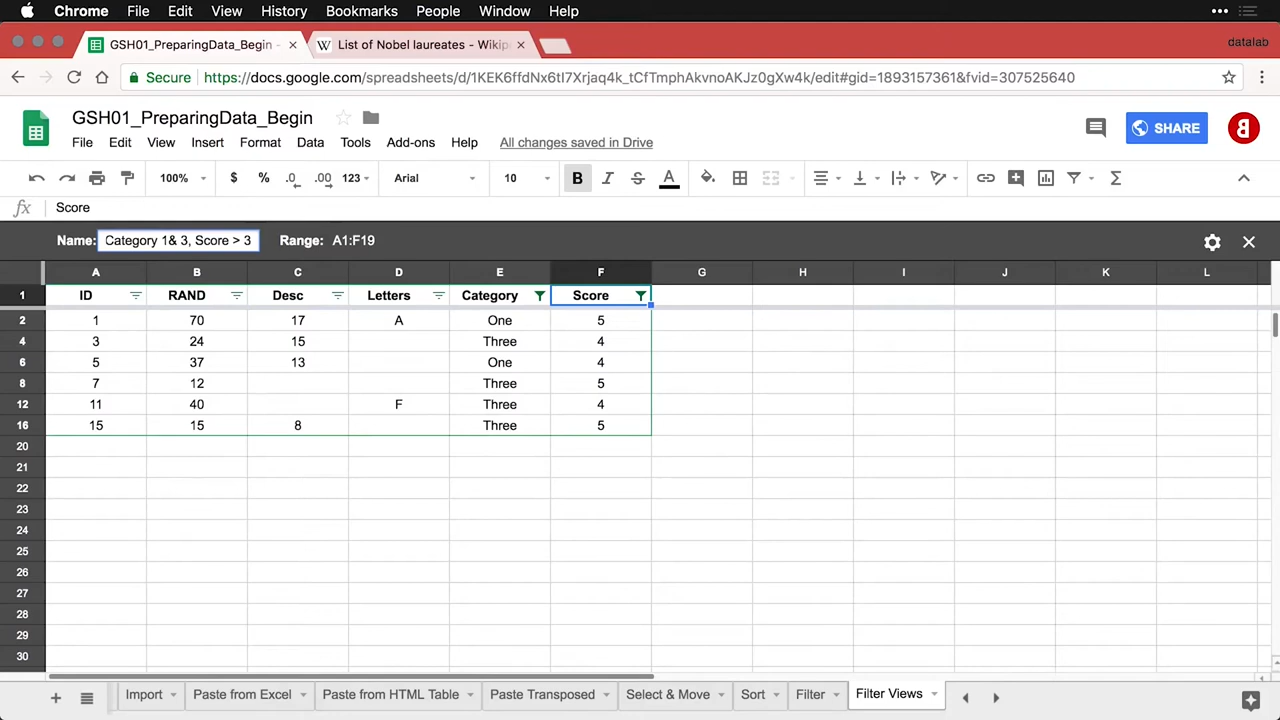 Chrome File Edit View History Bookmarks People Window Help
GSH01_PreparingData_Begin - × List of Nobel laureates - Wikip × datalab
Secure https://docs.google.com/spreadsheets/d/1KEK6ffdNx6tI7Xrjaq4k_tCfTmphAkvnoAKJz0gXw4k/edit#gid=1893157361&fvid=307525640
GSH01_PreparingData_Begin
File Edit View Insert Format Data Tools Add-ons Help All changes saved in Drive SHARE
100% $ % .0 .00 123 Arial 10 B I S A Σ
fx Score
Name: Category 1& 3, Score > 3 Range: A1:F19
A B C D E F G H I J K L
1 ID RAND Desc Letters Category Score
2 1 70 17 A One 5
4 3 24 15 Three 4
6 5 37 13 One 4
8 7 12 Three 5
12 11 40 F Three 4
16 15 15 8 Three 5
20
21
22
23
24
25
26
27
28
29
30
Import Paste from Excel Paste from HTML Table Paste Transposed Select & Move Sort Filter Filter Views